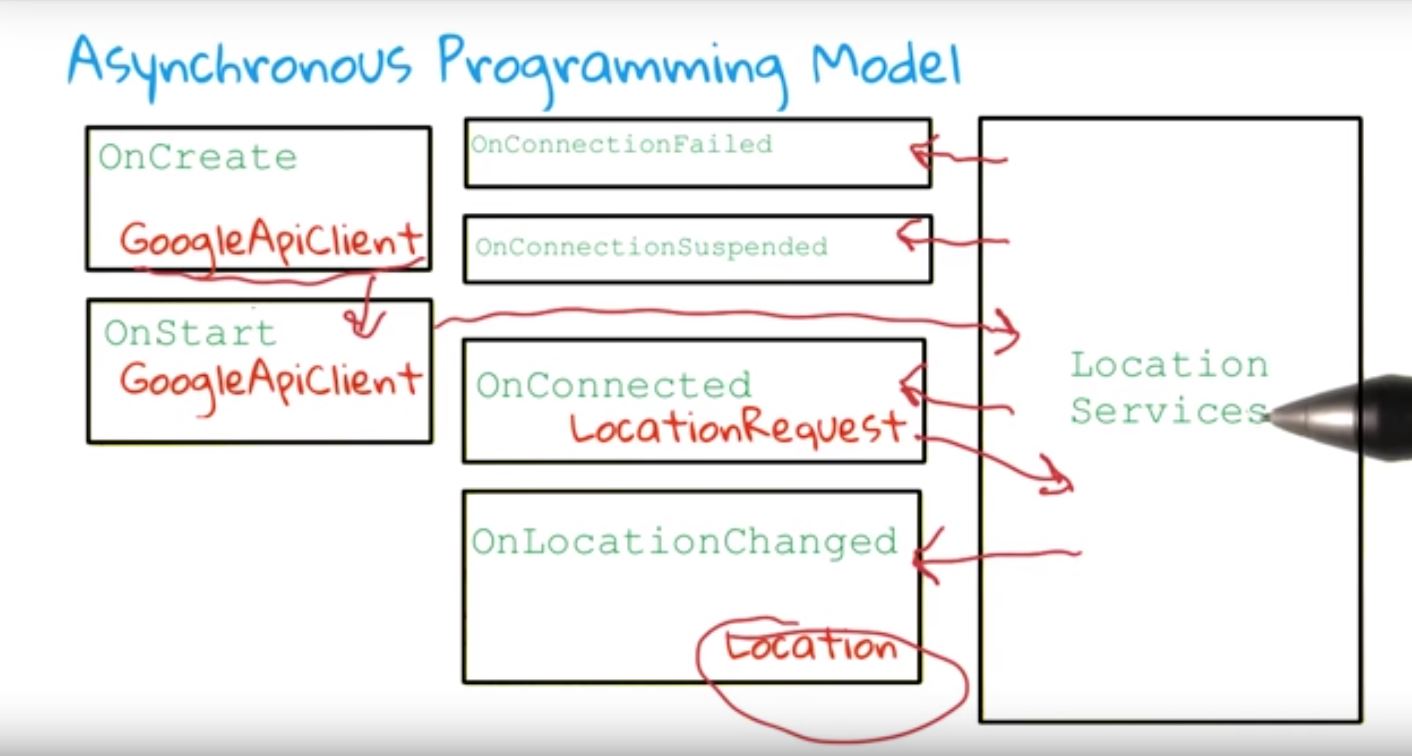 Asynchronous Programming Model
OnCreate
GoogleApiClient
OnStart
GoogleApiClient
OnConnectionFailed
OnConnectionSuspended
OnConnected
LocationRequest
OnLocationChanged
Location
Location
Services